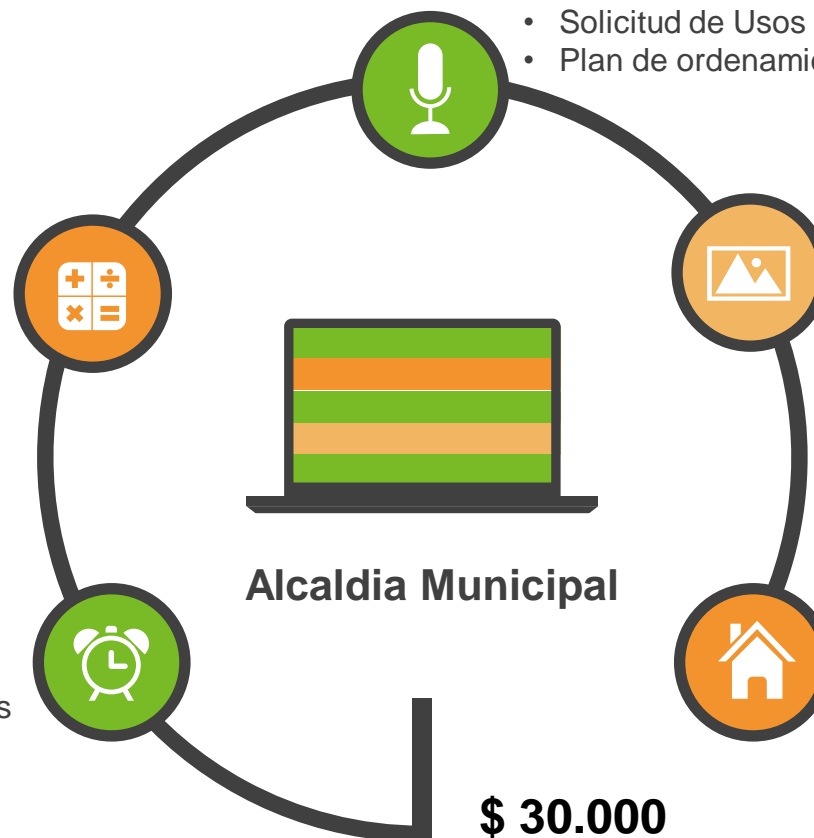 • Solicitud de Usos
• Plan de ordenamie
Alcaldia Municipal
s
$ 30.000